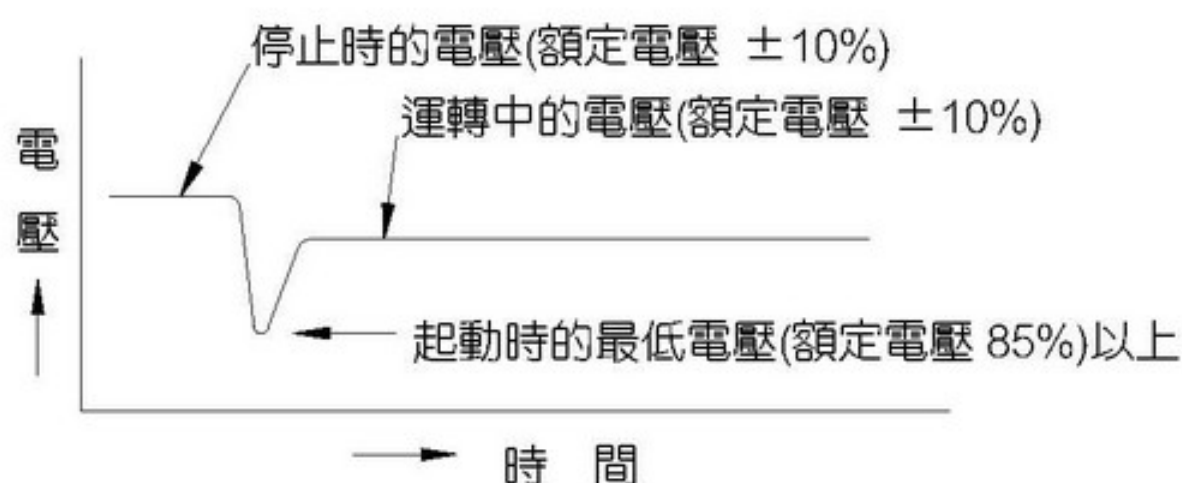 停止時的電壓(額定電壓 ±10%)
運轉中的電壓(額定電壓 ±10%)
電壓
起動時的最低電壓(額定電壓 85%)以上
時 間